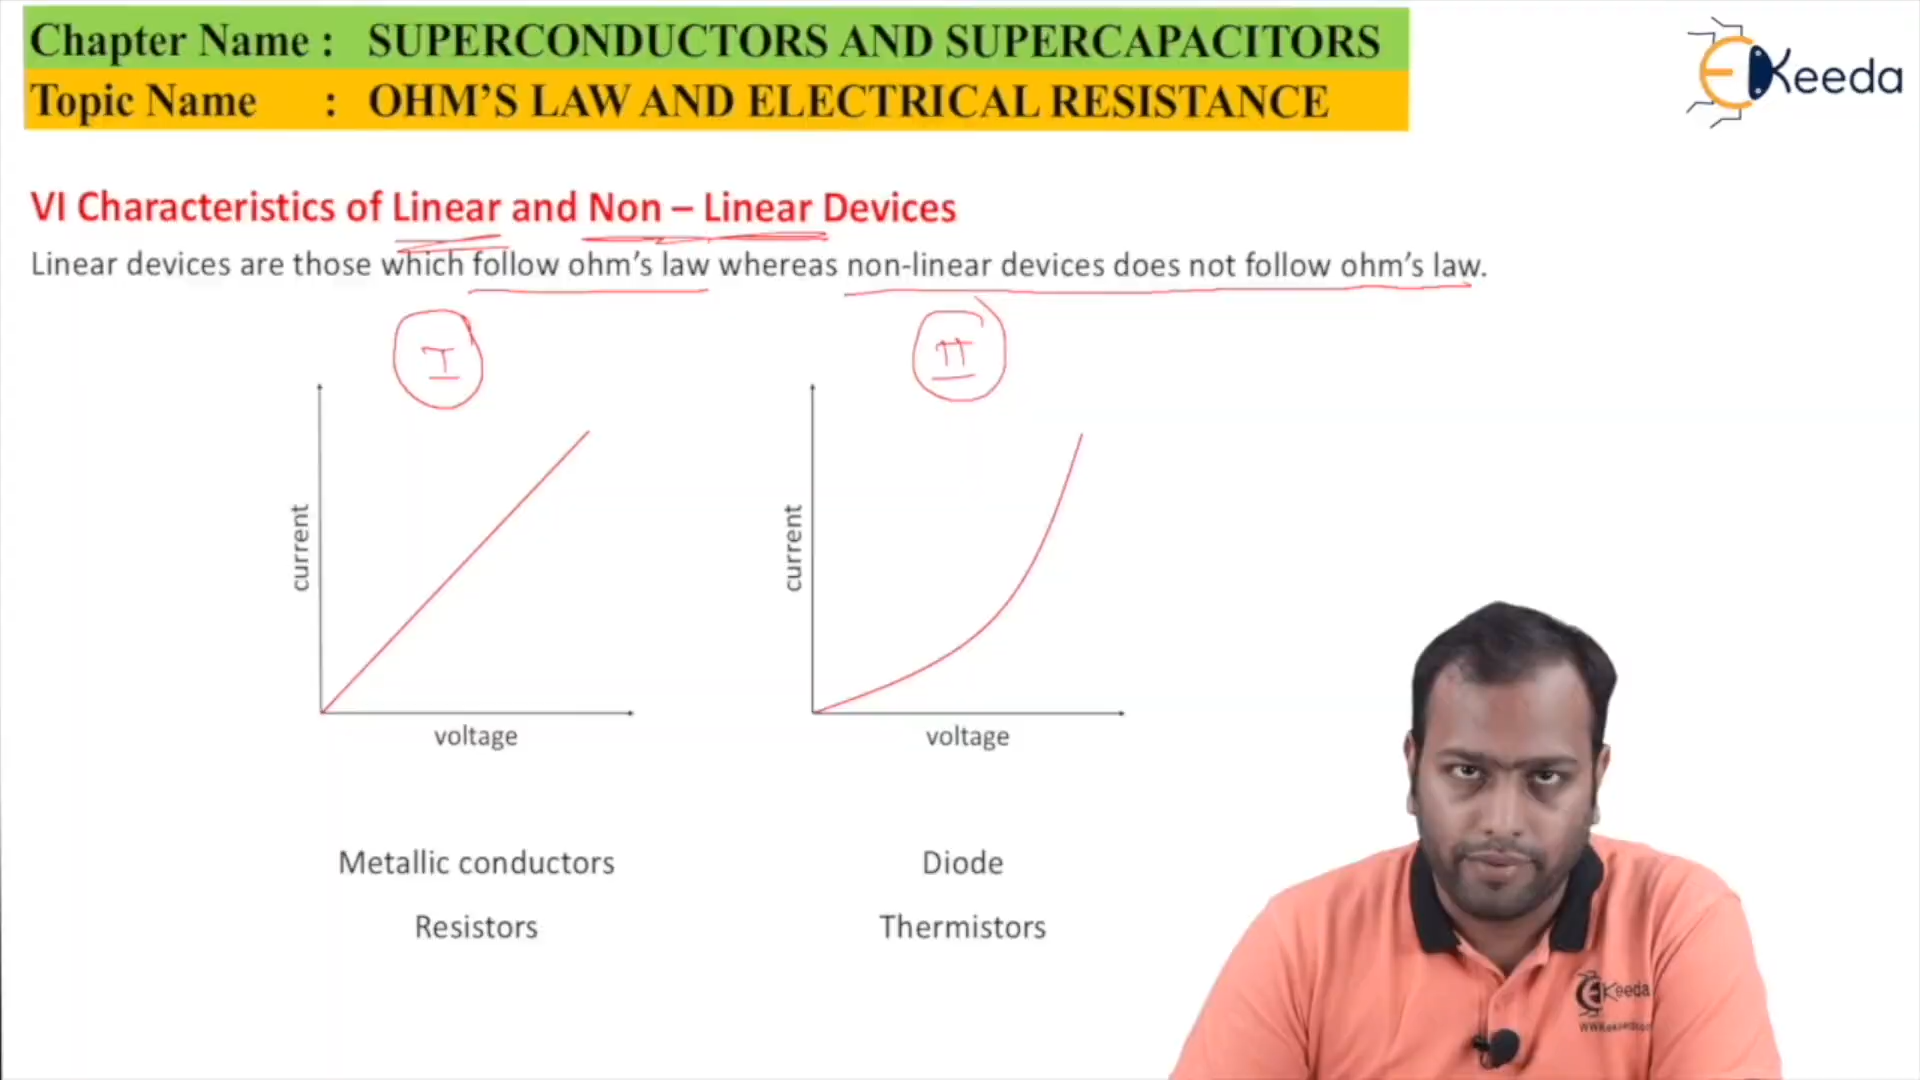 Chapter Name : SUPERCONDUCTORS AND SUPERCAPACITORS
Topic Name : OHM’S LAW AND ELECTRICAL RESISTANCE
EKeeda
VI Characteristics of Linear and Non – Linear Devices
Linear devices are those which follow ohm’s law whereas non-linear devices does not follow ohm’s law.
I
II
current
voltage
current
voltage
Metallic conductors
Diode
Resistors
Thermistors
EKeeda